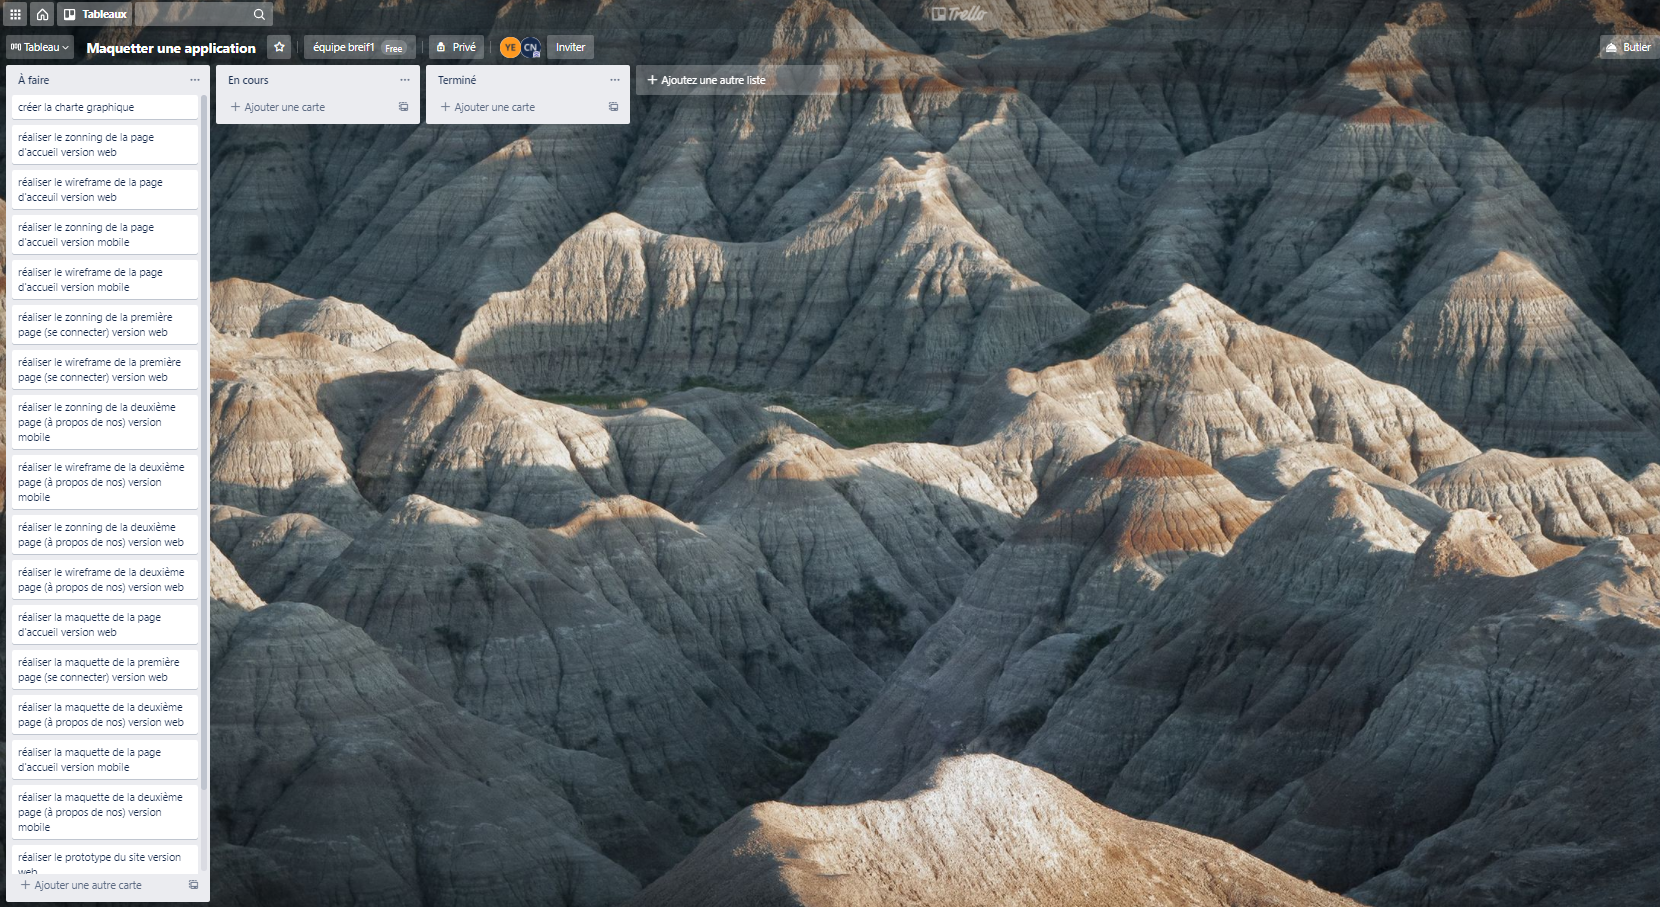 Tableaux
Trello
Tableau
Maquetter une application
équipe breif1 Free
Privé
YE
CN
Inviter
Butler
À faire
créer la charte graphique
réaliser le zonning de la page
d'accueil version web
réaliser le wireframe de la page
d'acceuil version web
réaliser le zonning de la page
d'accueil version mobile
réaliser le wireframe de la page
d'accueil version mobile
réaliser le zonning de la première
page (se connecter) version web
réaliser le wireframe de la première
page (se connecter) version web
réaliser le zonning de la deuxième
page (à propos de nos) version
mobile
réaliser le wireframe de la deuxième
page (à propos de nos) version
mobile
réaliser le zonning de la deuxième
page (à propos de nos) version web
réaliser le wireframe de la deuxième
page (à propos de nos) version web
réaliser la maquette de la page
d'accueil version web
réaliser la maquette de la première
page (se connecter) version web
réaliser la maquette de la deuxième
page (à propos de nos) version web
réaliser la maquette de la page
d'accueil version mobile
réaliser la maquette de la deuxième
page (à propos de nos) version
mobile
réaliser le prototype du site version
web
+ Ajouter une autre carte
En cours
+ Ajouter une carte
Terminé
+ Ajouter une carte
+ Ajoutez une autre liste